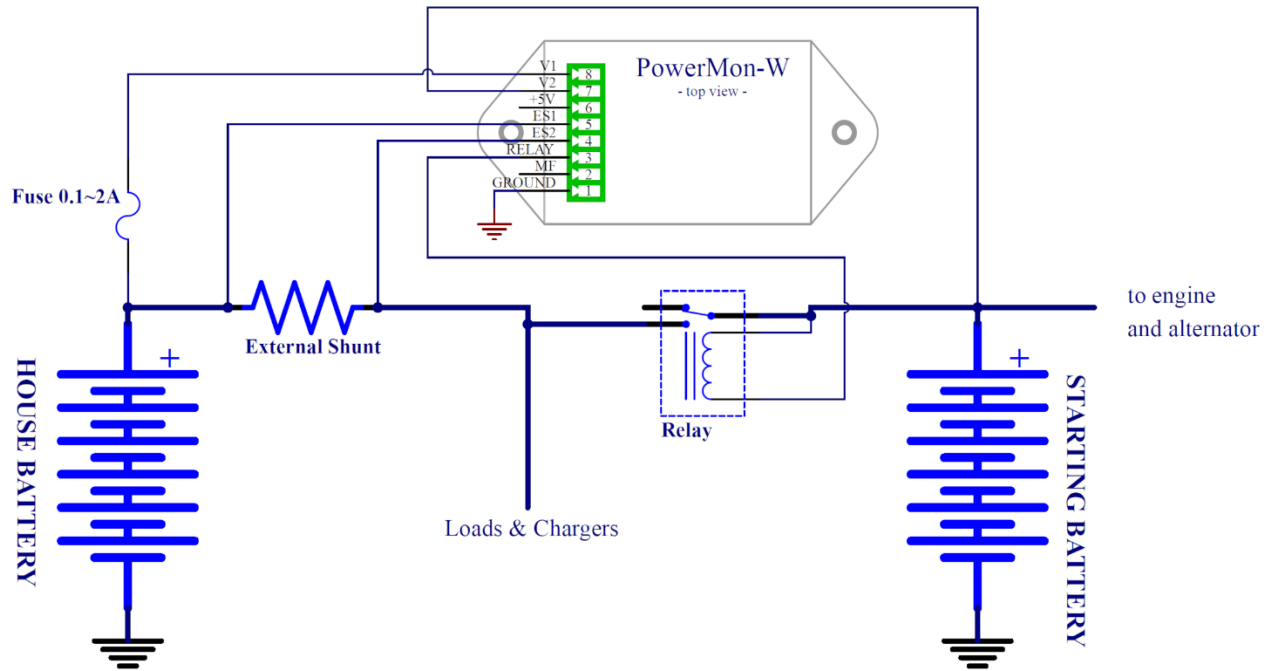 PowerMon-W
- top view -
V1
8
V2
7
+5V
6
ES1
5
ES2
4
RELAY
3
MF
2
GROUND
1
Fuse 0.1~2A
External Shunt
Relay
to engine
and alternator
+
+
HOUSE BATTERY
STARTING BATTERY
Loads & Chargers